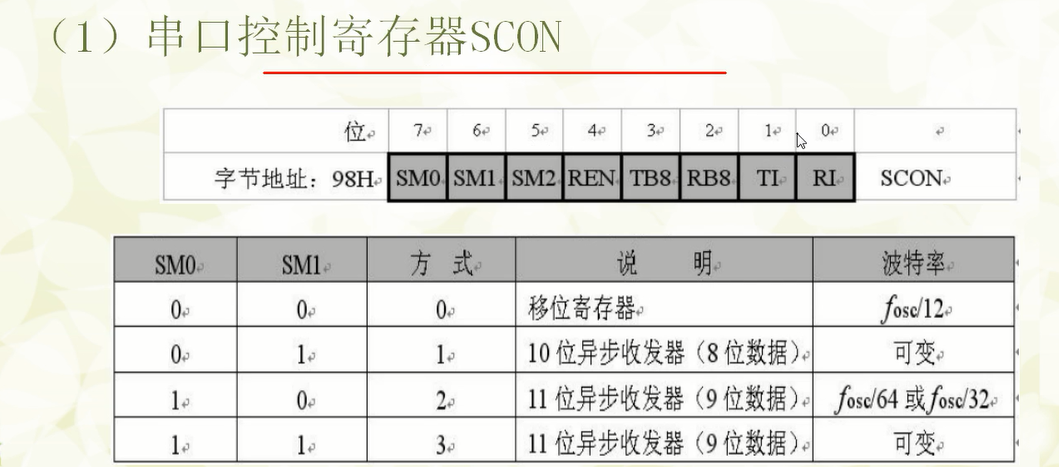 （1）串口控制寄存器SCON
位 7 6 5 4 3 2 1 0
字节地址：98H SM0 SM1 SM2 REN TB8 RB8 TI RI SCON
SM0 SM1 方 式 说 明 波特率
0 0 0 移位寄存器 fosc/12
0 1 1 10 位异步收发器（8 位数据） 可变
1 0 2 11 位异步收发器（9 位数据） fosc/64 或 fosc/32
1 1 3 11 位异步收发器（9 位数据） 可变